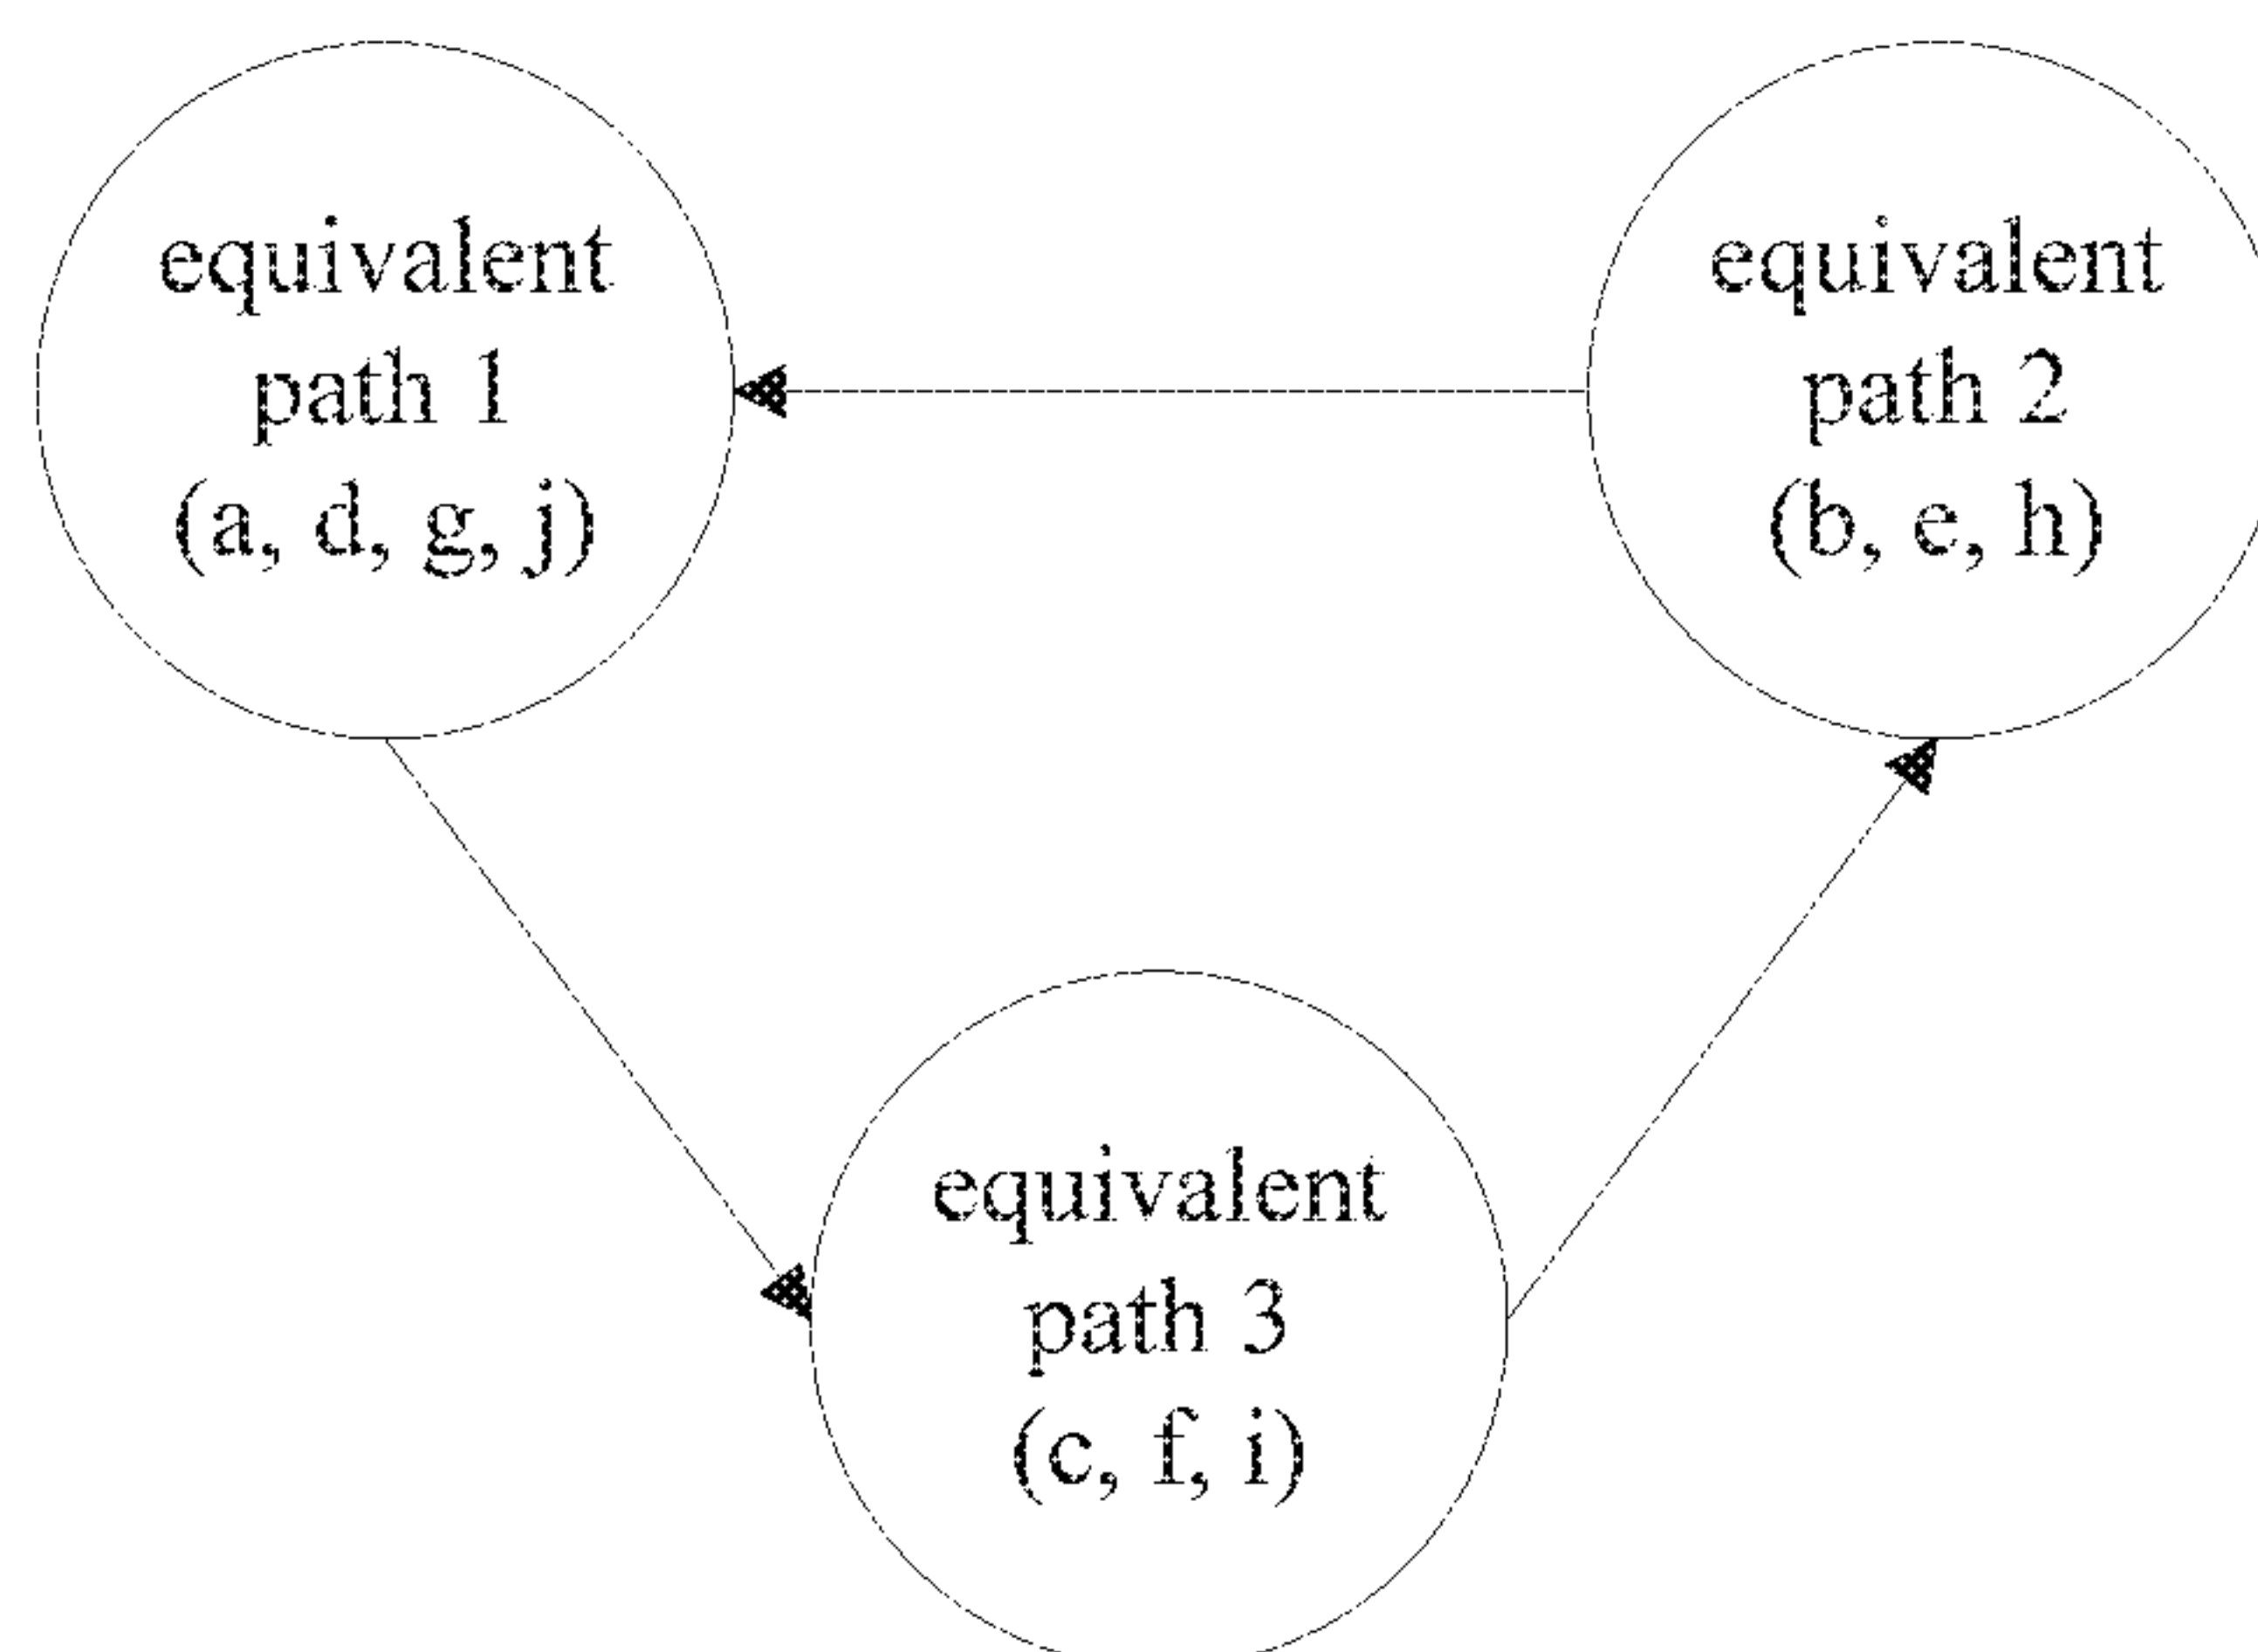 equivalent
path 1
(a, d, g, j)
equivalent
path 2
(b, e, h)
equivalent
path 3
(c, f, i)